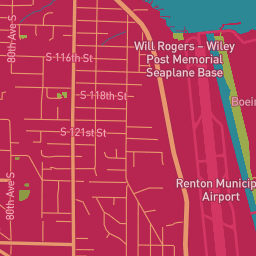 80th Ave S
S 116th St
Will Rogers – Wiley
Post Memorial
Seaplane Base
S 118th St
Boein
S 121st St
80th Ave S
Renton Municip
Airport